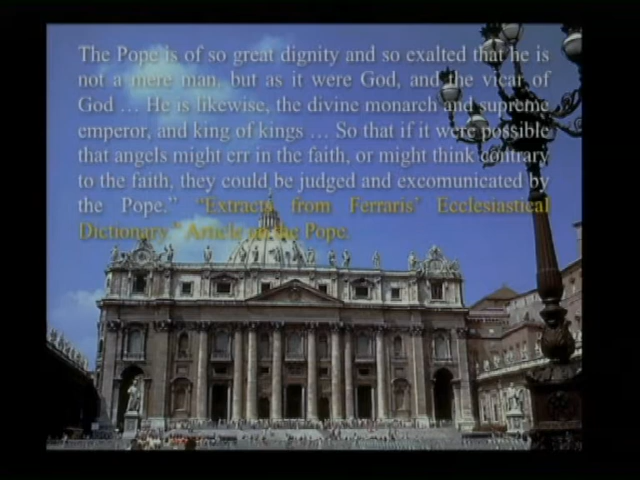 The Pope is of so great dignity and so exalted that he is
not a mere man, but as it were God, and the vicar of
God ... He is likewise, the divine monarch and supreme
emperor, and king of kings ... So that if it were possible
that angels might err in the faith, or might think contrary
to the faith, they could be judged and excomunicated by
the Pope.” “Extracts from Ferraris’ Ecclesiastical
Dictionary.” Article on the Pope.